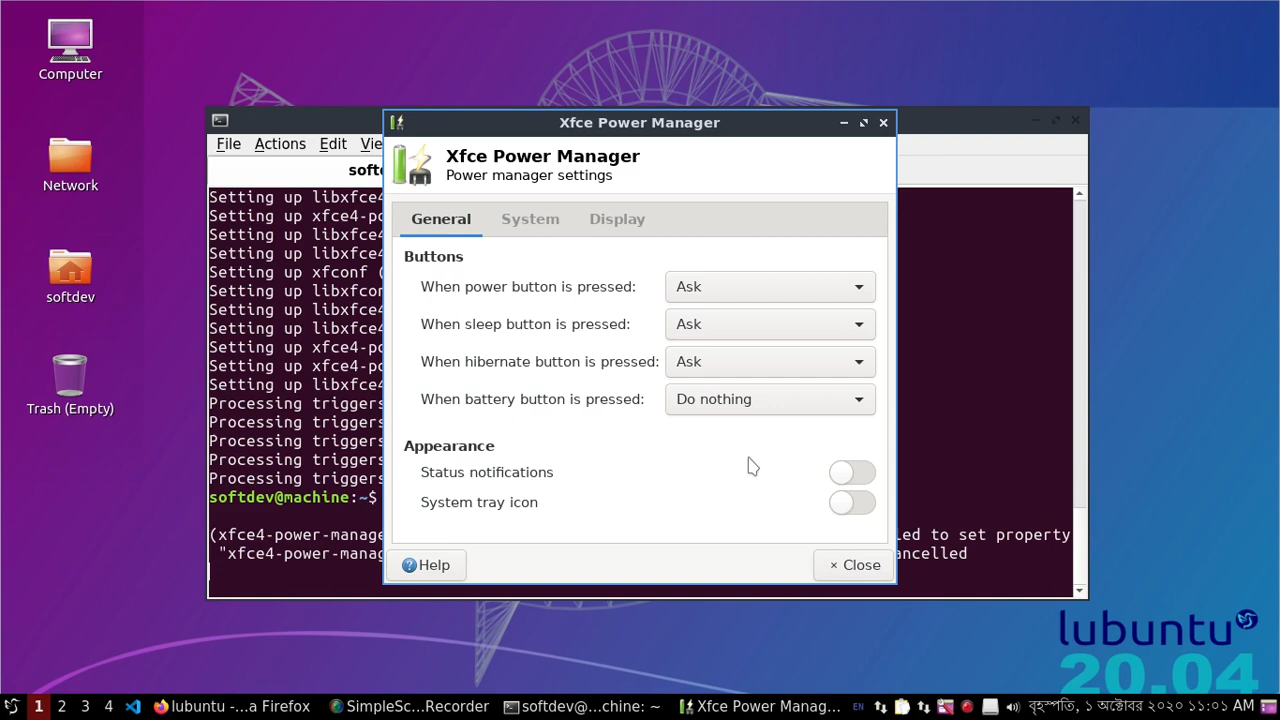 Computer
Network
softdev
Trash (Empty)
File Actions Edit Vie
softd
Setting up libxfce4
Setting up xfce4-po
Setting up libxfce4
Setting up libxfce4
Setting up xfconf (
Setting up libxfcon
Setting up libxfce4
Setting up libxfce4
Setting up xfce4-po
Setting up xfce4-po
Setting up libxfce4
Processing triggers
Processing triggers
Processing triggers
Processing triggers
Processing triggers
softdev@machine:~$
(xfce4-power-manage
led to set property
"xfce4-power-manag
ancelled
Xfce Power Manager
Xfce Power Manager
Power manager settings
General System Display
Buttons
When power button is pressed: Ask
When sleep button is pressed: Ask
When hibernate button is pressed: Ask
When battery button is pressed: Do nothing
Appearance
Status notifications
System tray icon
Help
× Close
lubuntu
20.04
1 2 3 4 lubuntu -...a Firefox SimpleSc...Recorder softdev@...chine: ~ Xfce Power Manag... EN বৃহস্পতি, ১ অক্টোবর ২০২০ ১১:০১ AM